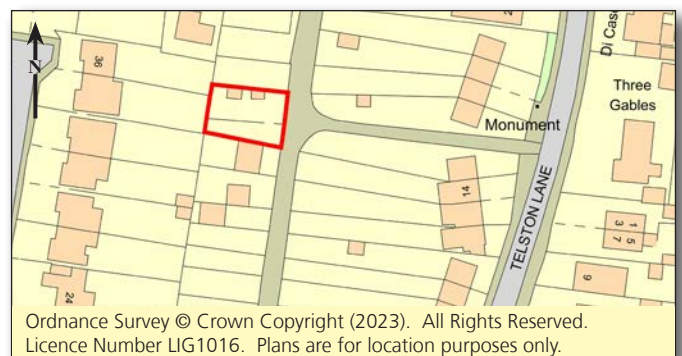 N
36
2
Di Case
Three
Gables
Monument
14
TELSTON LANE
1
3 5
7
9
24
Ordnance Survey © Crown Copyright (2023). All Rights Reserved.
Licence Number LIG1016. Plans are for location purposes only.